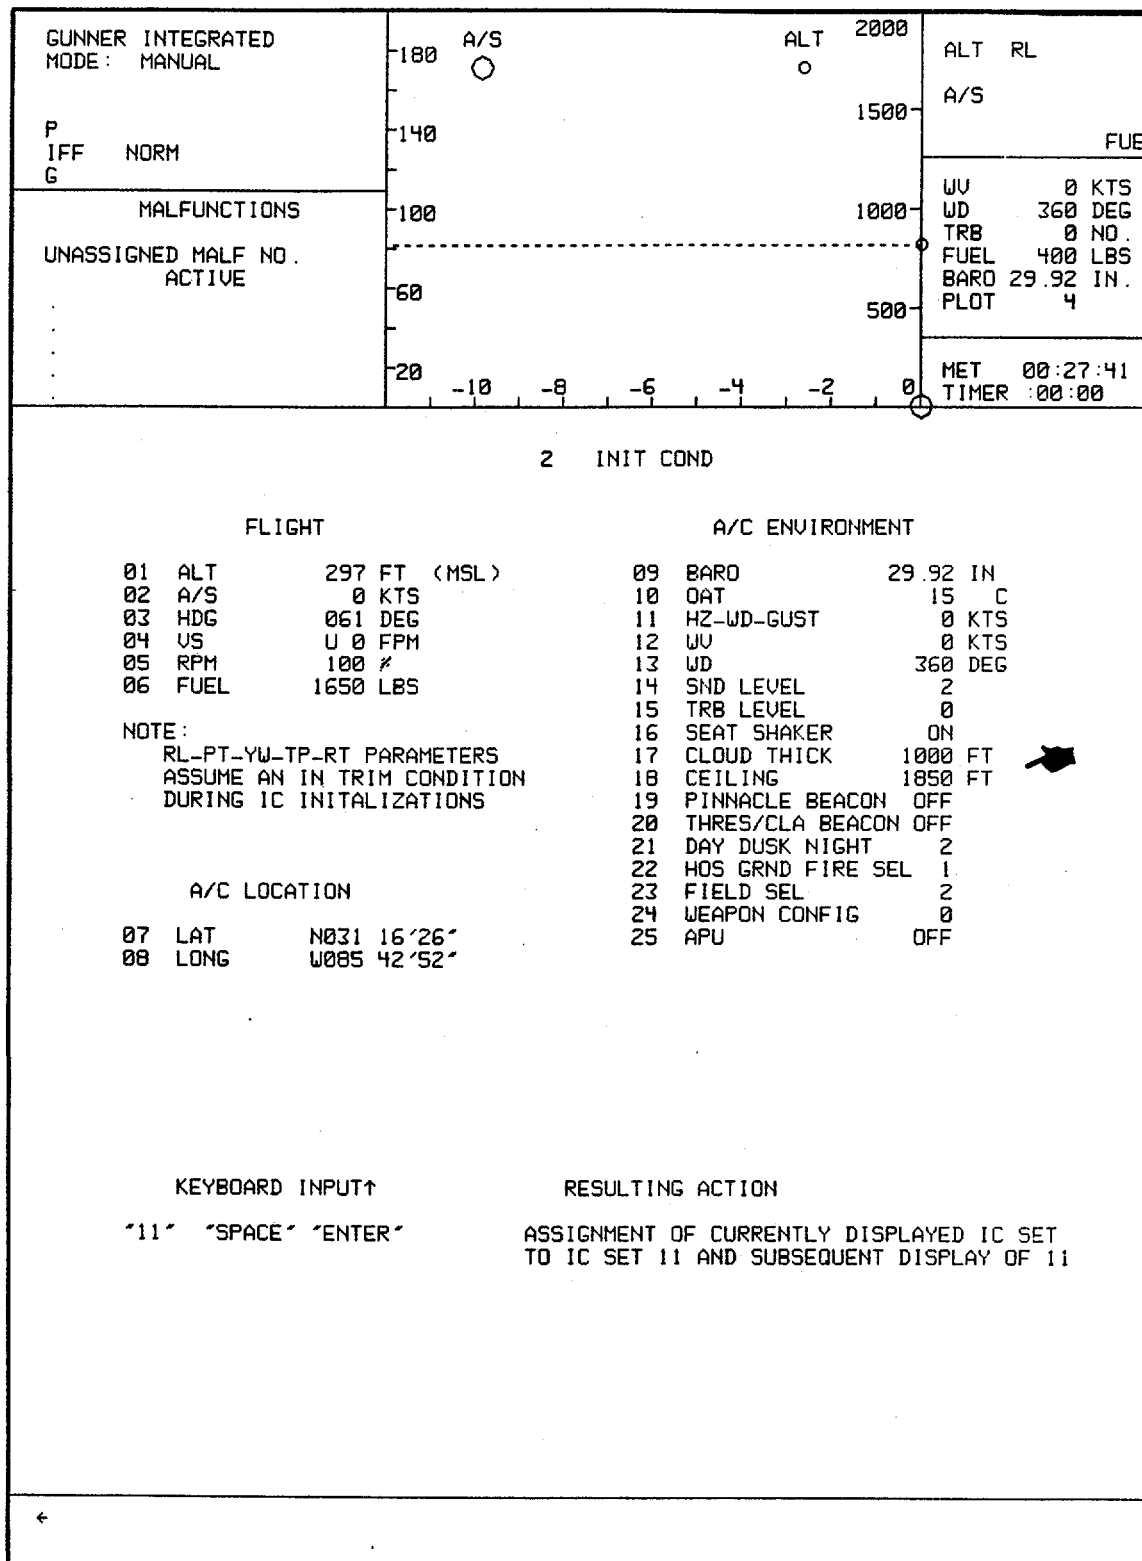 GUNNER INTEGRATED
MODE: MANUAL
P
IFF NORM
G
MALFUNCTIONS
UNASSIGNED MALF NO.
ACTIVE
.
.
.
.
A/S
ALT
180
140
100
60
20
2000
1500
1000
500
-10 -8 -6 -4 -2 0
ALT RL
A/S
FUE
WV 0 KTS
WD 360 DEG
TRB 0 NO.
FUEL 400 LBS
BARO 29.92 IN.
PLOT 4
MET 00:27:41
TIMER :00:00
2 INIT COND
FLIGHT
01 ALT 297 FT (MSL)
02 A/S 0 KTS
03 HDG 061 DEG
04 VS U 0 FPM
05 RPM 100 %
06 FUEL 1650 LBS
NOTE:
RL-PT-YW-TP-RT PARAMETERS
ASSUME AN IN TRIM CONDITION
DURING IC INITALIZATIONS
A/C LOCATION
07 LAT N031 16'26"
08 LONG W085 42'52"
A/C ENVIRONMENT
09 BARO 29.92 IN
10 OAT 15 C
11 HZ-WD-GUST 0 KTS
12 WV 0 KTS
13 WD 360 DEG
14 SND LEVEL 2
15 TRB LEVEL 0
16 SEAT SHAKER ON
17 CLOUD THICK 1000 FT
18 CEILING 1850 FT
19 PINNACLE BEACON OFF
20 THRES/CLA BEACON OFF
21 DAY DUSK NIGHT 2
22 HOS GRND FIRE SEL 1
23 FIELD SEL 2
24 WEAPON CONFIG 0
25 APU OFF
KEYBOARD INPUT↑
"11" "SPACE" "ENTER"
RESULTING ACTION
ASSIGNMENT OF CURRENTLY DISPLAYED IC SET
TO IC SET 11 AND SUBSEQUENT DISPLAY OF 11
←